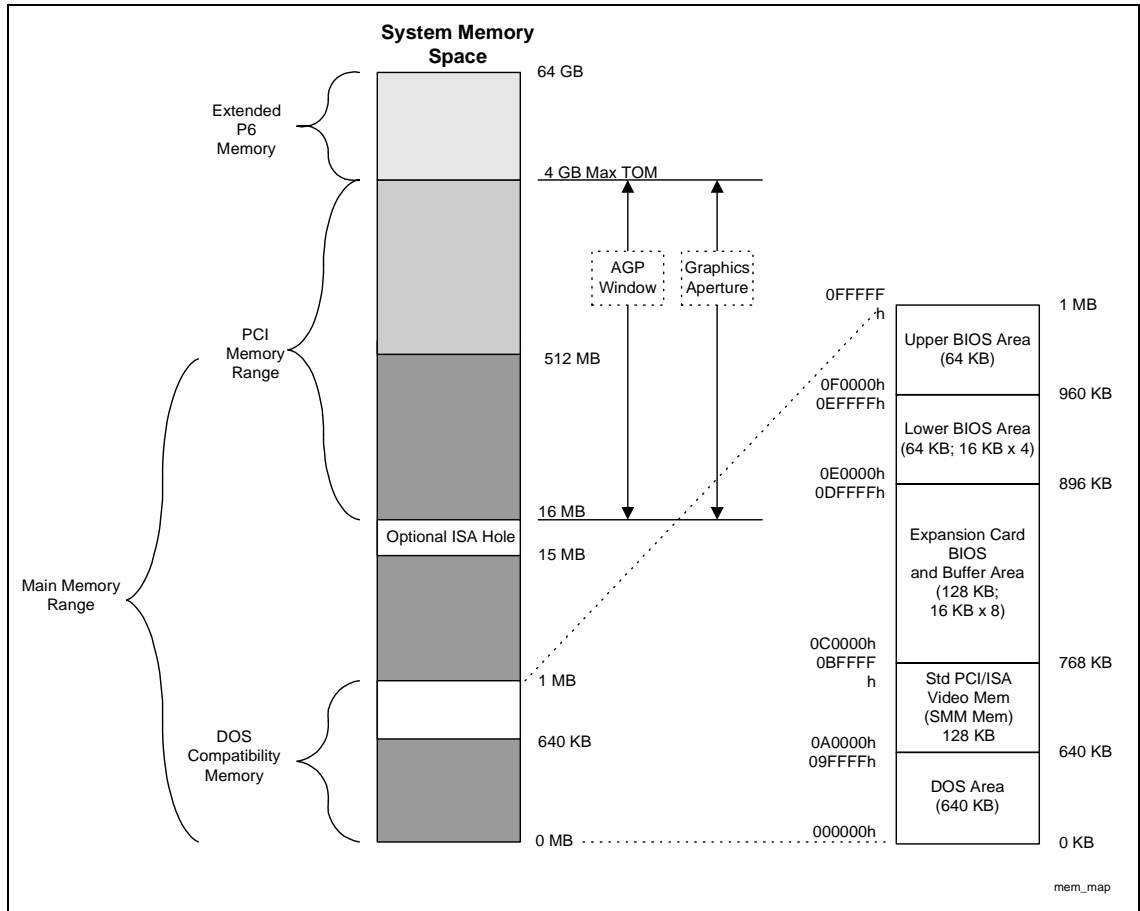 System Memory
Space
64 GB
Extended
P6
Memory
4 GB Max TOM
AGP
Window
Graphics
Aperture
PCI
Memory
Range
512 MB
16 MB
Optional ISA Hole
15 MB
Main Memory
Range
1 MB
DOS
Compatibility
Memory
640 KB
0 MB
0FFFFF
h
1 MB
Upper BIOS Area
(64 KB)
0F0000h
0EFFFFh
960 KB
Lower BIOS Area
(64 KB; 16 KB x 4)
0E0000h
0DFFFFh
896 KB
Expansion Card
BIOS
and Buffer Area
(128 KB;
16 KB x 8)
0C0000h
0BFFFF
h
768 KB
Std PCI/ISA
Video Mem
(SMM Mem)
128 KB
0A0000h
09FFFFh
640 KB
DOS Area
(640 KB)
000000h
0 KB
mem_map